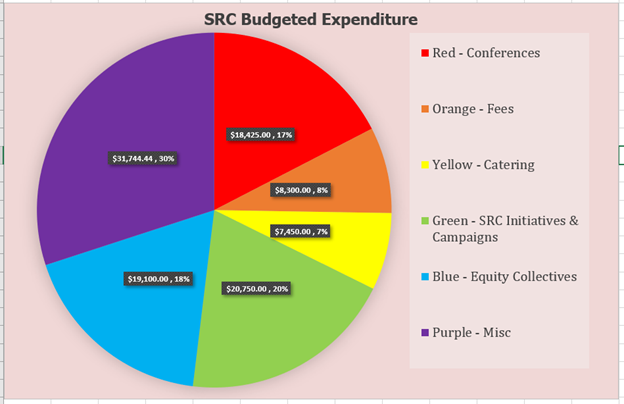 SRC Budgeted Expenditure
$18,425.00 , 17%
$8,300.00 , 8%
$7,450.00 , 7%
$20,750.00 , 20%
$19,100.00 , 18%
$31,744.44 , 30%
Red - Conferences
Orange - Fees
Yellow - Catering
Green - SRC Initiatives &
Campaigns
Blue - Equity Collectives
Purple - Misc